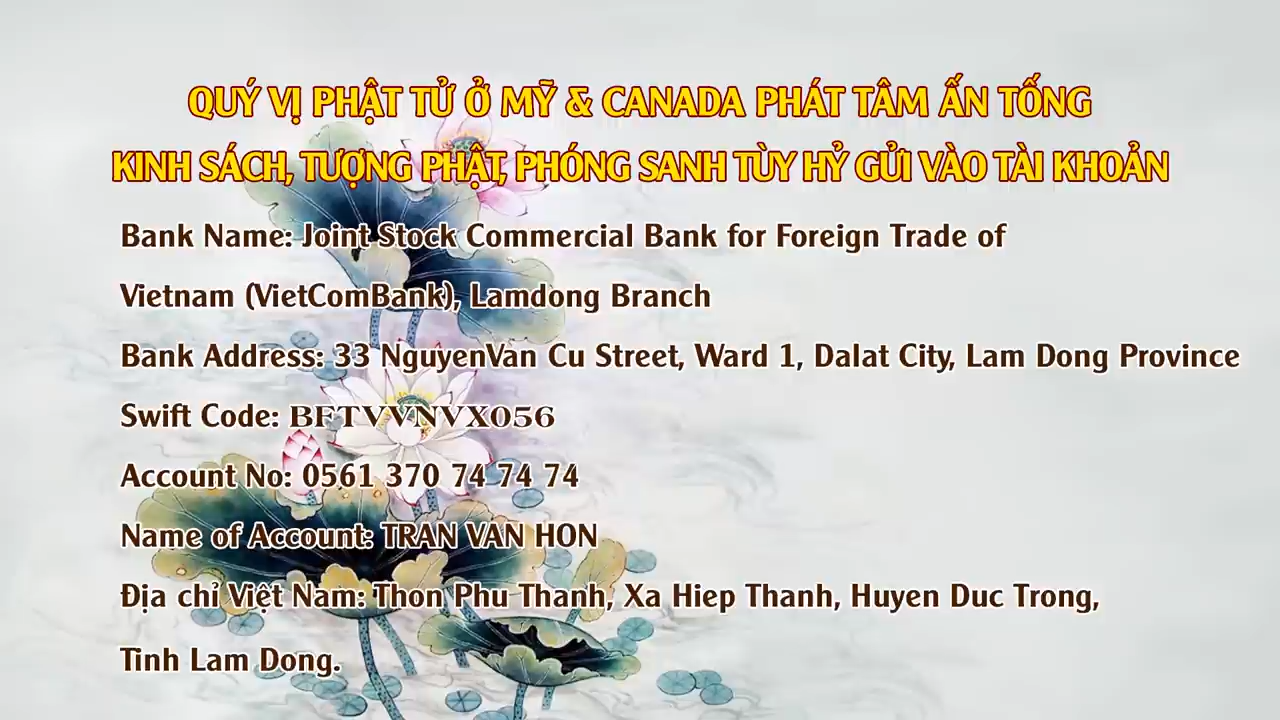 QUÝ VỊ PHẬT TỬ Ở MỸ & CANADA PHÁT TÂM ẤN TỐNG
KINH SÁCH, TƯỢNG PHẬT, PHÓNG SANH TÙY HỶ GỬI VÀO TÀI KHOẢN
Bank Name: Joint Stock Commercial Bank for Foreign Trade of
Vietnam (VietComBank), Lamdong Branch
Bank Address: 33 NguyenVan Cu Street, Ward 1, Dalat City, Lam Dong Province
Swift Code: BFTVVNVX056
Account No: 0561 370 74 74 74
Name of Account: TRAN VAN HON
Địa chỉ Việt Nam: Thon Phu Thanh, Xa Hiep Thanh, Huyen Duc Trong,
Tinh Lam Dong.